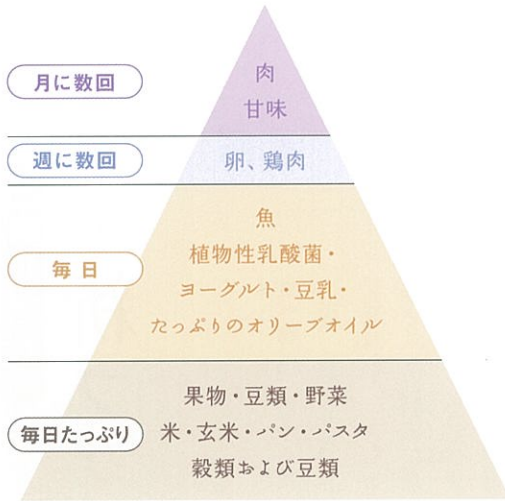 月に数回
肉
甘味
週に数回
卵、鶏肉
毎日
魚
植物性乳酸菌・
ヨーグルト・豆乳・
たっぷりのオリーブオイル
毎日たっぷり
果物・豆類・野菜
米・玄米・パン・パスタ
穀類および豆類